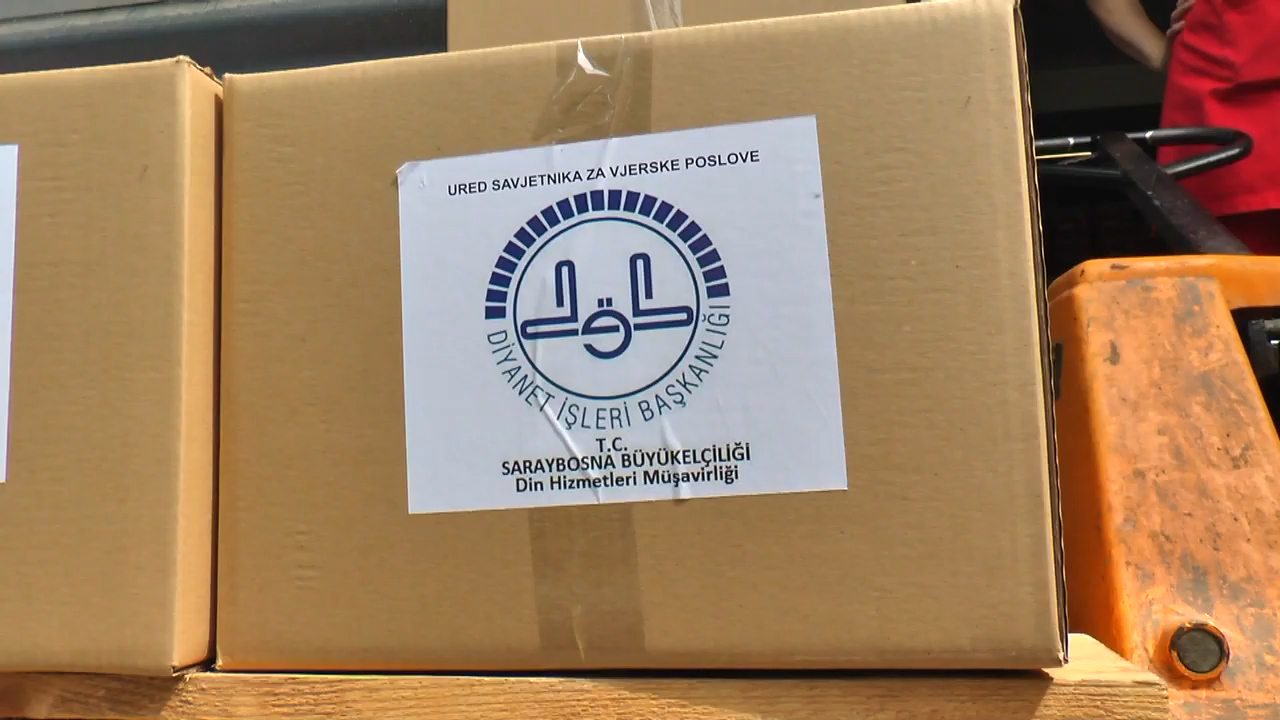 URED SAVJETNIKA ZA VJERSKE POSLOVE
DİYANET İŞLERİ BAŞKANLIĞI
T.C.
SARAYBOSNA BÜYÜKELÇİLİĞİ
Din Hizmetleri Müşavirliği